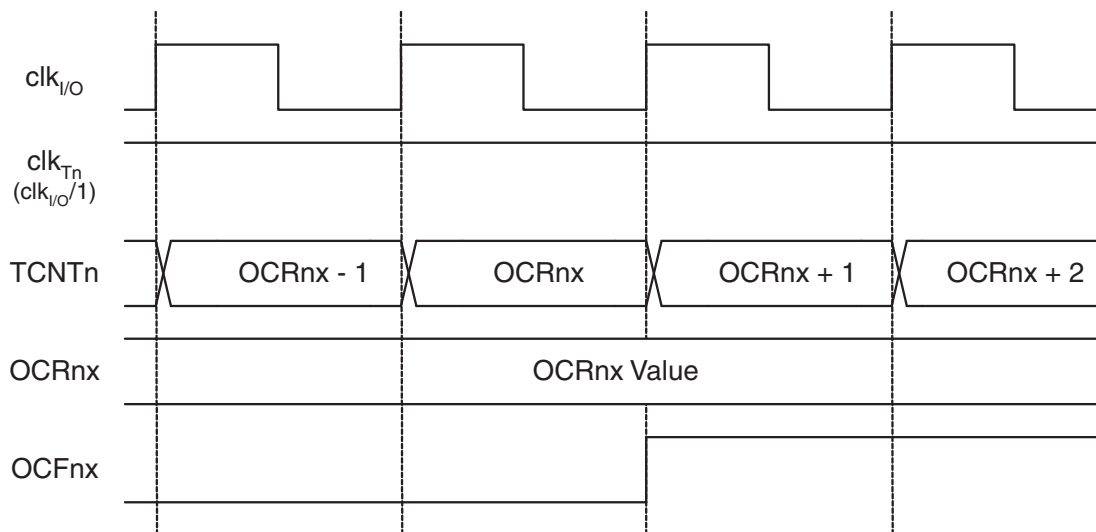 clkI/O
clkTn
(clkI/O/1)
TCNTn OCRnx - 1 OCRnx OCRnx + 1 OCRnx + 2
OCRnx OCRnx Value
OCFnx